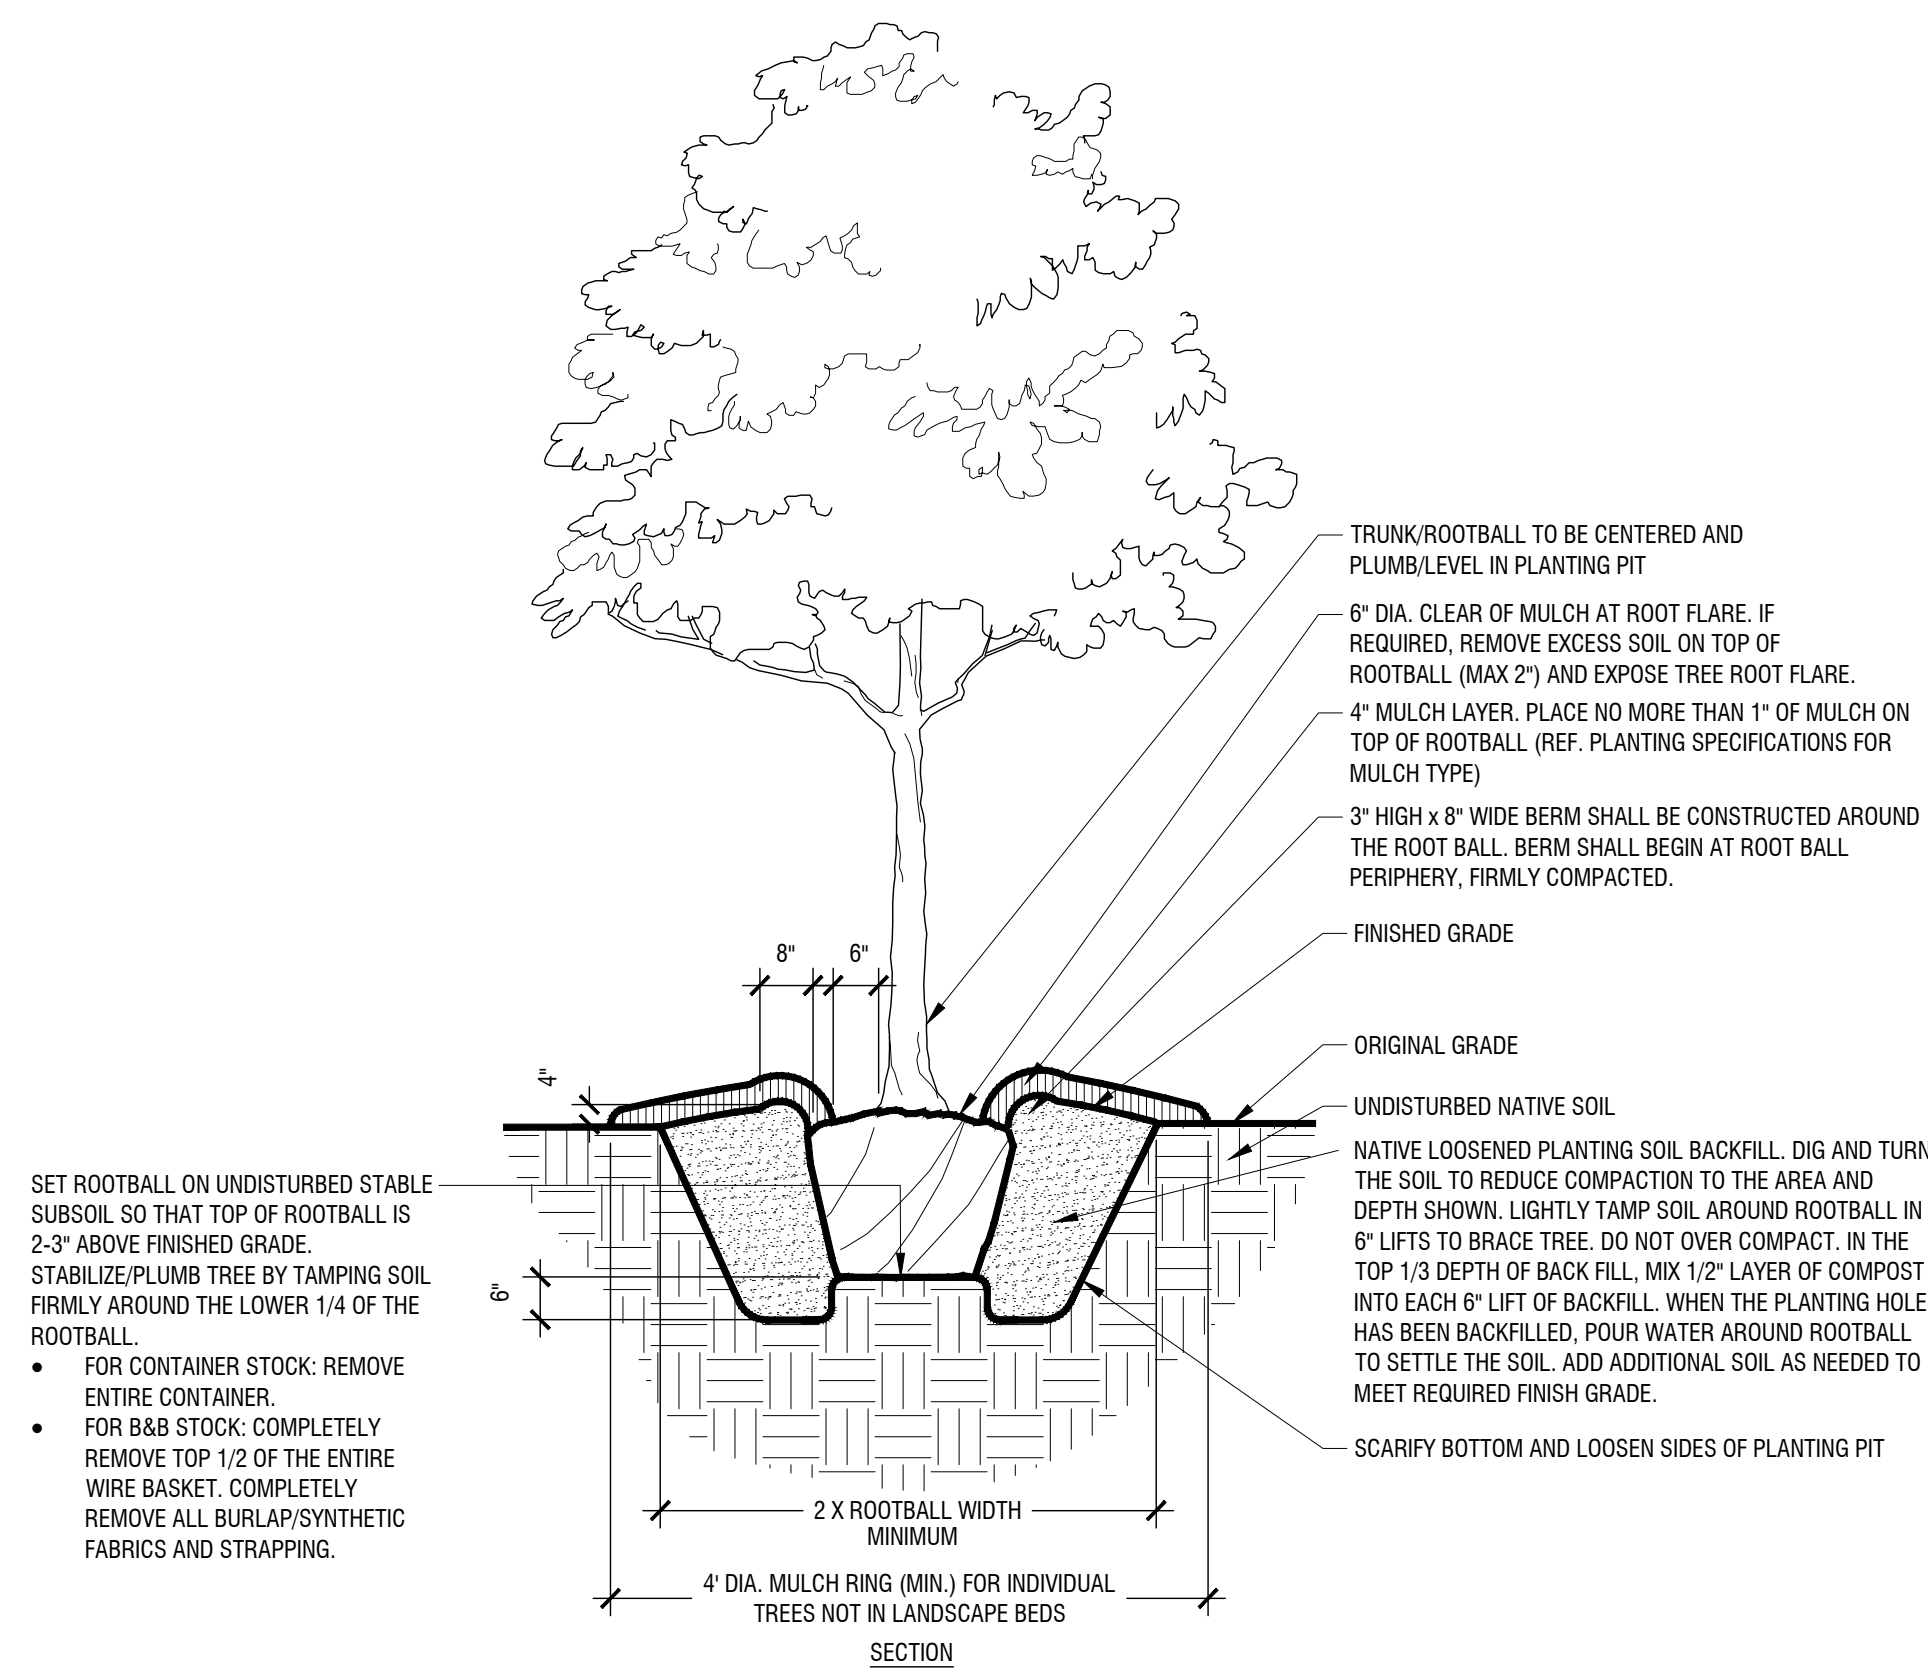 TRUNK/ROOTBALL TO BE CENTERED AND
PLUMB/LEVEL IN PLANTING PIT
6" DIA. CLEAR OF MULCH AT ROOT FLARE. IF
REQUIRED, REMOVE EXCESS SOIL ON TOP OF
ROOTBALL (MAX 2") AND EXPOSE TREE ROOT FLARE.
4" MULCH LAYER. PLACE NO MORE THAN 1" OF MULCH ON
TOP OF ROOTBALL (REF. PLANTING SPECIFICATIONS FOR
MULCH TYPE)
3" HIGH x 8" WIDE BERM SHALL BE CONSTRUCTED AROUND
THE ROOT BALL. BERM SHALL BEGIN AT ROOT BALL
PERIPHERY, FIRMLY COMPACTED.
FINISHED GRADE
ORIGINAL GRADE
UNDISTURBED NATIVE SOIL
NATIVE LOOSENED PLANTING SOIL BACKFILL. DIG AND TURN
THE SOIL TO REDUCE COMPACTION TO THE AREA AND
DEPTH SHOWN. LIGHTLY TAMP SOIL AROUND ROOTBALL IN
6" LIFTS TO BRACE TREE. DO NOT OVER COMPACT. IN THE
TOP 1/3 DEPTH OF BACK FILL, MIX 1/2" LAYER OF COMPOST
INTO EACH 6" LIFT OF BACKFILL. WHEN THE PLANTING HOLE
HAS BEEN BACKFILLED, POUR WATER AROUND ROOTBALL
TO SETTLE THE SOIL. ADD ADDITIONAL SOIL AS NEEDED TO
MEET REQUIRED FINISH GRADE.
SCARIFY BOTTOM AND LOOSEN SIDES OF PLANTING PIT
8"
6"
4"
6"
SET ROOTBALL ON UNDISTURBED STABLE
SUBSOIL SO THAT TOP OF ROOTBALL IS
2-3" ABOVE FINISHED GRADE.
STABILIZE/PLUMB TREE BY TAMPING SOIL
FIRMLY AROUND THE LOWER 1/4 OF THE
ROOTBALL.
• FOR CONTAINER STOCK: REMOVE
ENTIRE CONTAINER.
• FOR B&B STOCK: COMPLETELY
REMOVE TOP 1/2 OF THE ENTIRE
WIRE BASKET. COMPLETELY
REMOVE ALL BURLAP/SYNTHETIC
FABRICS AND STRAPPING.
2 X ROOTBALL WIDTH
MINIMUM
4' DIA. MULCH RING (MIN.) FOR INDIVIDUAL
TREES NOT IN LANDSCAPE BEDS
SECTION